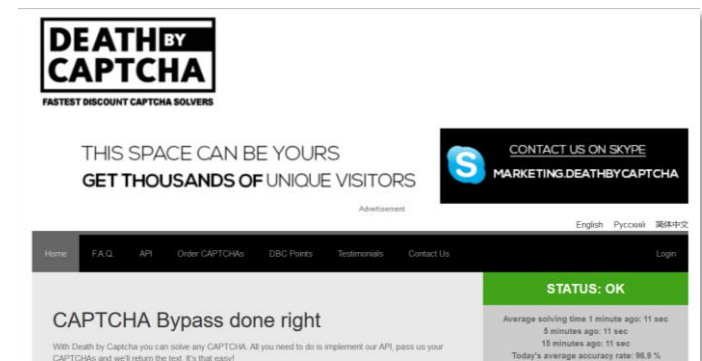 DEATH BY
CAPTCHA
FASTEST DISCOUNT CAPTCHA SOLVERS
THIS SPACE CAN BE YOURS
GET THOUSANDS OF UNIQUE VISITORS
CONTACT US ON SKYPE
MARKETING.DEATHBYCAPTCHA
Advertisement
English Русский 简体中文
Home F.A.Q. API Order CAPTCHAs DBC Points Testimonials Contact Us Login
STATUS: OK
CAPTCHA Bypass done right
Average solving time 1 minute ago: 11 sec
5 minutes ago: 11 sec
15 minutes ago: 11 sec
Today's average accuracy rate: 96.9 %
With Death by Captcha you can solve any CAPTCHA. All you need to do is implement our API, pass us your
CAPTCHAs and we'll return the text. It's that easy!